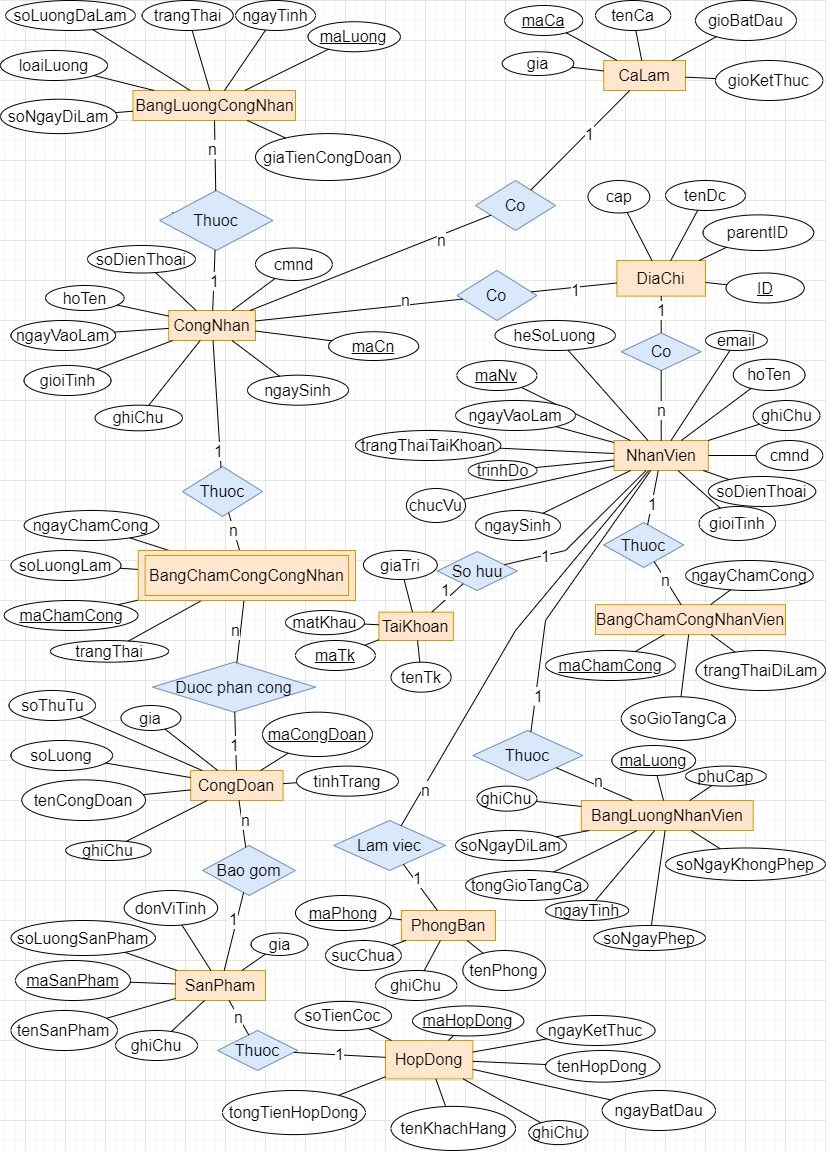 soLuongDaLam
trangThai
ngayTinh
maLuong
loaiLuong
BangLuongCongNhan
soNgayDiLam
giaTienCongDoan
n
Thuoc
1
maCa
tenCa
gioBatDau
gia
CaLam
gioKetThuc
1
Co
n
cap
tenDc
parentID
DiaChi
ID
1
Co
n
1
Co
n
soDienThoai
cmnd
hoTen
CongNhan
ngayVaoLam
maCn
gioiTinh
ngaySinh
ghiChu
1
Thuoc
n
heSoLuong
email
maNv
hoTen
ngayVaoLam
ghiChu
trangThaiTaiKhoan
NhanVien
cmnd
trinhDo
soDienThoai
chucVu
ngaySinh
gioiTinh
1
Thuoc
n
ngayChamCong
soLuongLam
BangChamCongCongNhan
maChamCong
trangThai
n
Duoc phan cong
1
giaTri
So huu
1
1
matKhau
TaiKhoan
maTk
tenTk
ngayChamCong
BangChamCongNhanVien
maChamCong
trangThaiDiLam
soGioTangCa
soThuTu
gia
maCongDoan
soLuong
CongDoan
tinhTrang
tenCongDoan
ghiChu
n
Bao gom
1
1
Thuoc
n
maLuong
phuCap
ghiChu
BangLuongNhanVien
soNgayDiLam
soNgayKhongPhep
tongGioTangCa
ngayTinh
soNgayPhep
n
Lam viec
1
maPhong
PhongBan
sucChua
tenPhong
ghiChu
donViTinh
soLuongSanPham
gia
maSanPham
SanPham
tenSanPham
ghiChu
n
Thuoc
1
soTienCoc
maHopDong
ngayKetThuc
HopDong
tenHopDong
tongTienHopDong
ngayBatDau
tenKhachHang
ghiChu